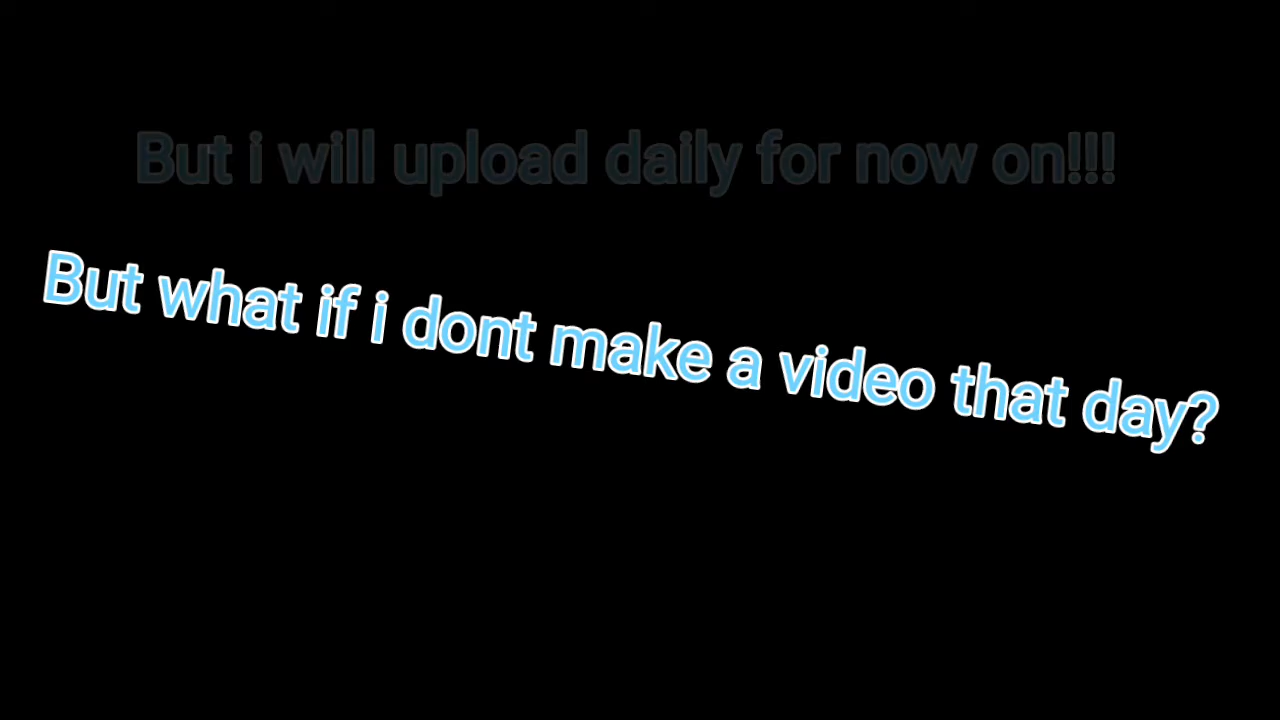 But i will upload daily for now on!!!
But what if i dont make a video that day?